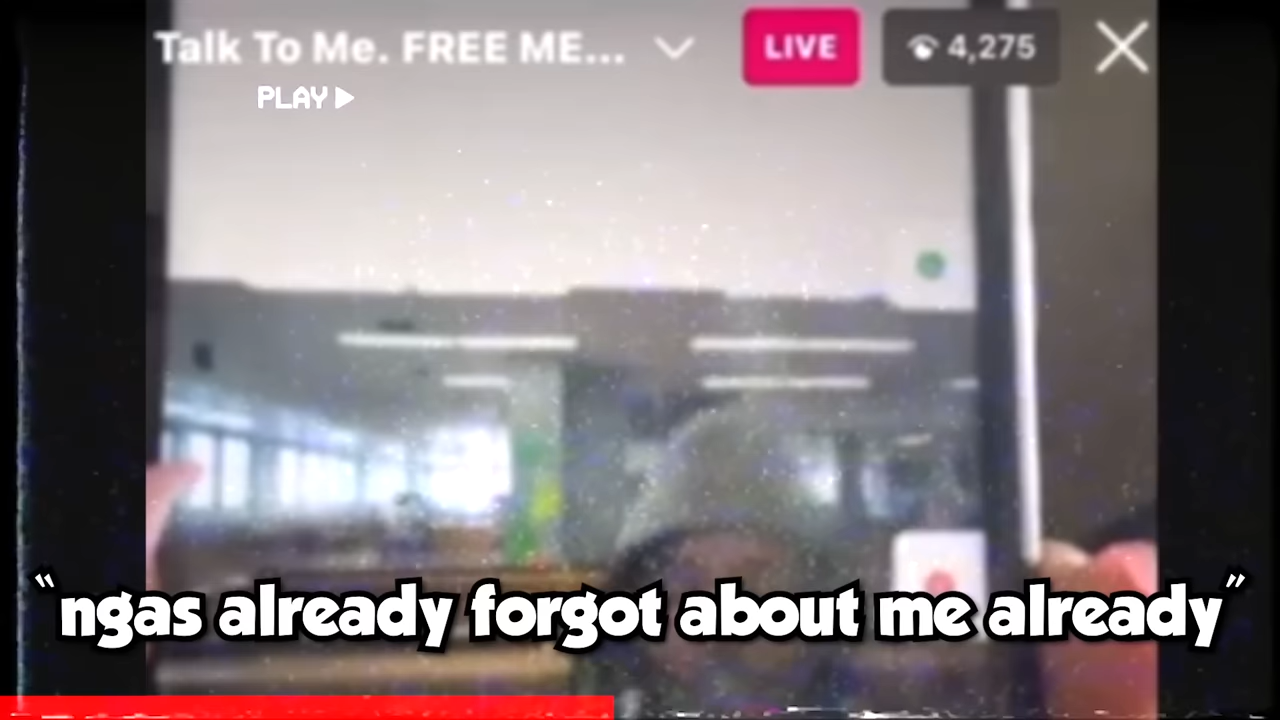 Talk To Me. FREE ME...
LIVE
4,275
PLAY
“ngas already forgot about me already”